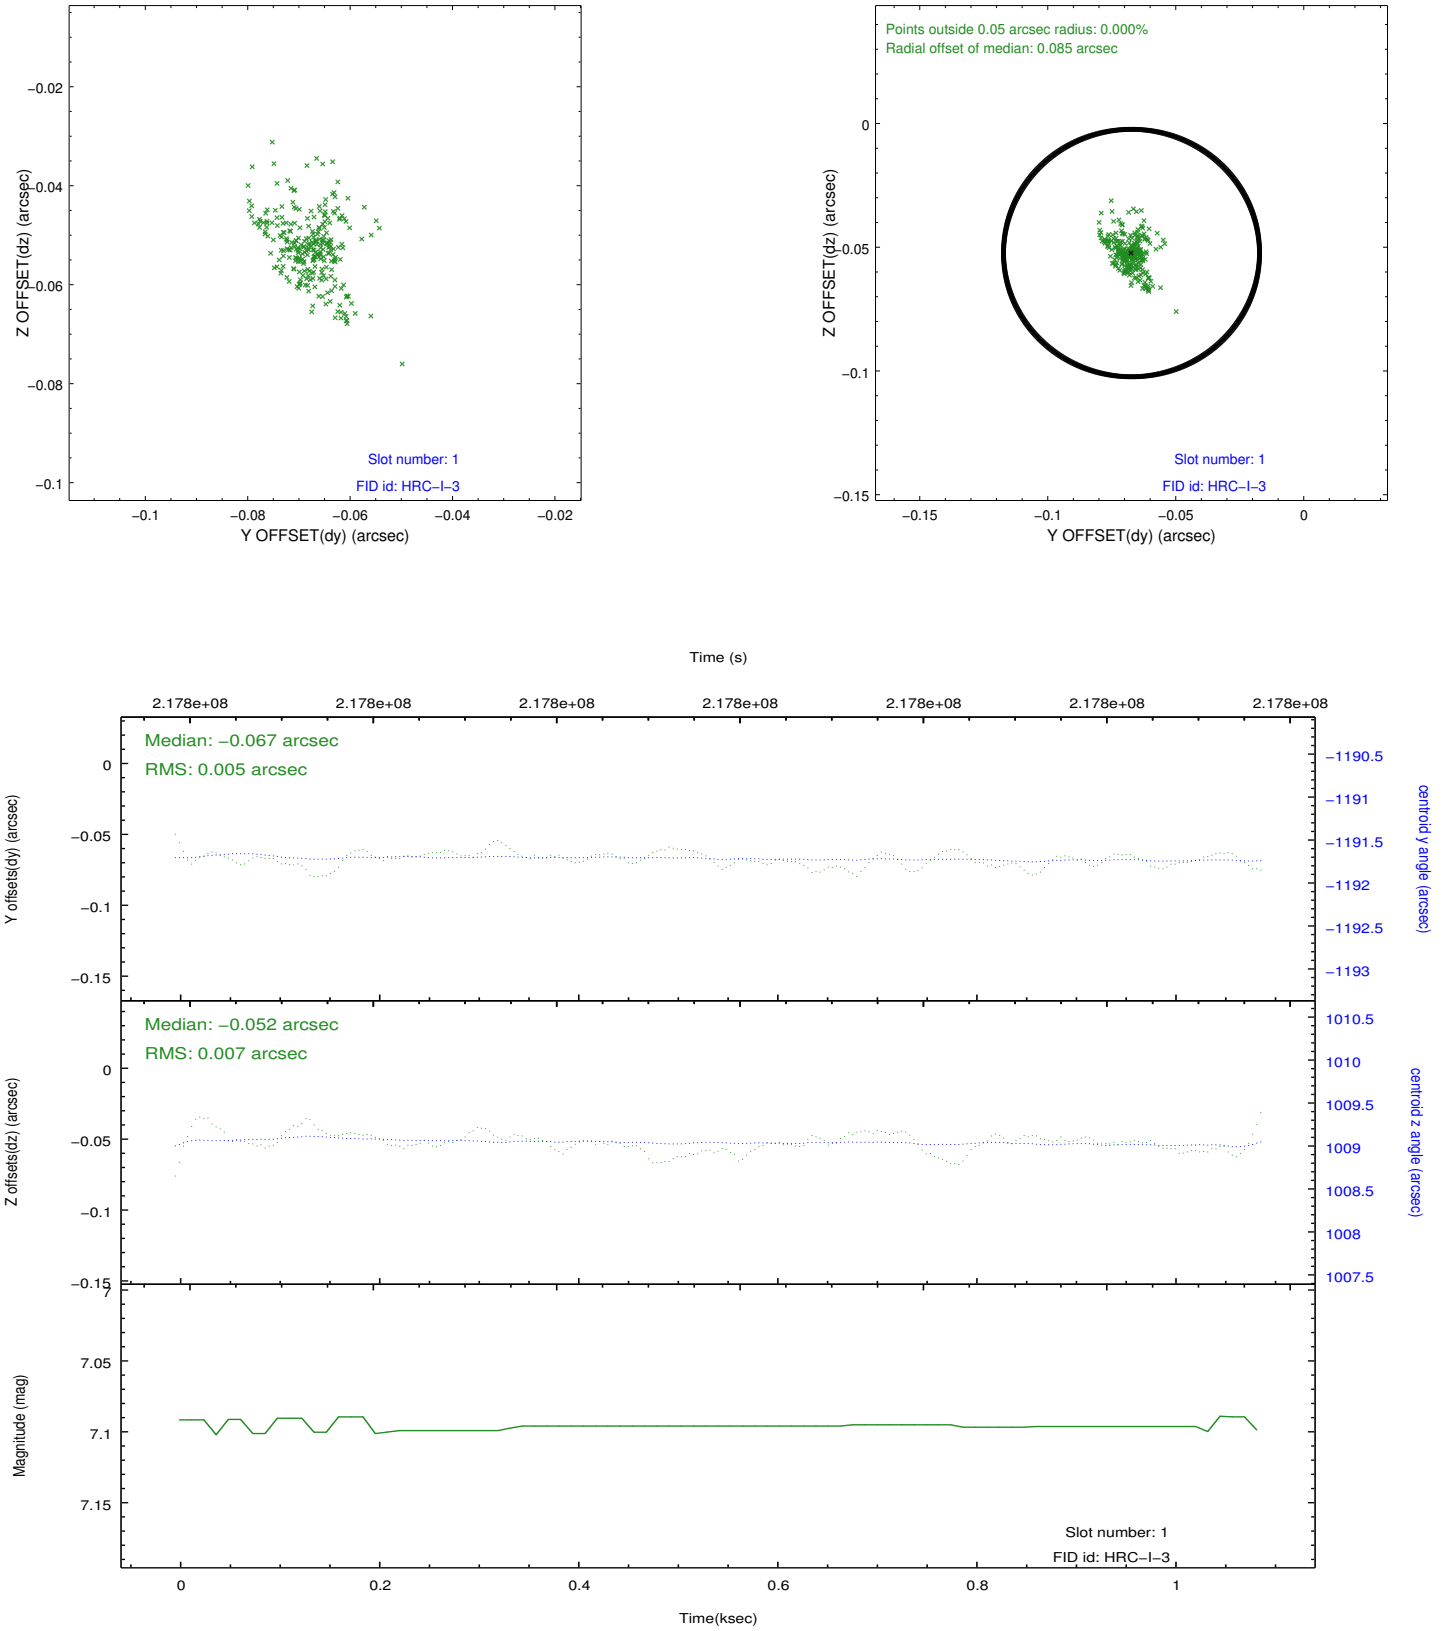 −0.02
−0.04
−0.06
−0.08
−0.1
Z OFFSET(dz) (arcsec)
Slot number: 1
FID id: HRC−I−3
−0.1
−0.08
−0.06
−0.04
−0.02
Y OFFSET(dy) (arcsec)
Points outside 0.05 arcsec radius: 0.000%
Radial offset of median: 0.085 arcsec
0
−0.05
−0.1
−0.15
Z OFFSET(dz) (arcsec)
Slot number: 1
FID id: HRC−I−3
−0.15
−0.1
−0.05
0
Y OFFSET(dy) (arcsec)
Time (s)
2.178e+08
2.178e+08
2.178e+08
2.178e+08
2.178e+08
2.178e+08
2.178e+08
Median: −0.067 arcsec
RMS: 0.005 arcsec
0
−0.05
−0.1
−0.15
Y offsets(dy) (arcsec)
−1190.5
−1191
−1191.5
−1192
−1192.5
−1193
centroid y angle (arcsec)
Median: −0.052 arcsec
RMS: 0.007 arcsec
0
−0.05
−0.1
−0.15
Z offsets(dz) (arcsec)
1010.5
1010
1009.5
1009
1008.5
1008
1007.5
centroid z angle (arcsec)
7
7.05
7.1
7.15
Magnitude (mag)
Slot number: 1
FID id: HRC−I−3
0
0.2
0.4
0.6
0.8
1
Time(ksec)